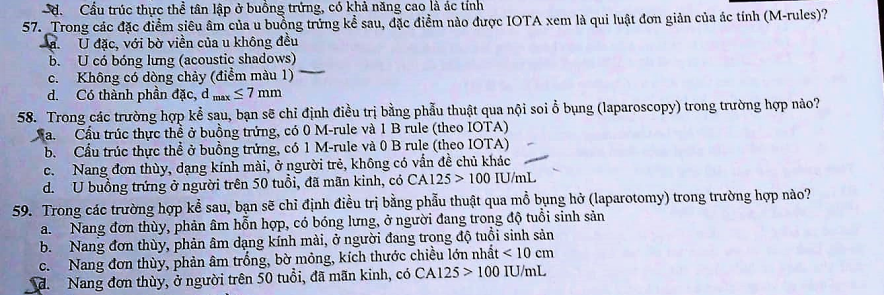 d. Cấu trúc thực thể tân lập ở buồng trứng, có khả năng cao là ác tính
57. Trong các đặc điểm siêu âm của u buồng trứng kể sau, đặc điểm nào được IOTA xem là qui luật đơn giản của ác tính (M-rules)?
a. U đặc, với bờ viền của u không đều
b. U có bóng lưng (acoustic shadows)
c. Không có dòng chảy (điểm màu 1)
d. Có thành phần đặc, d max ≤ 7 mm
58. Trong các trường hợp kể sau, bạn sẽ chỉ định điều trị bằng phẫu thuật qua nội soi ổ bụng (laparoscopy) trong trường hợp nào?
a. Cấu trúc thực thể ở buồng trứng, có 0 M-rule và 1 B rule (theo IOTA)
b. Cấu trúc thực thể ở buồng trứng, có 1 M-rule và 0 B rule (theo IOTA)
c. Nang đơn thùy, dạng kính mài, ở người trẻ, không có vấn đề chủ khác
d. U buồng trứng ở người trên 50 tuổi, đã mãn kinh, có CA125 > 100 IU/mL
59. Trong các trường hợp kể sau, bạn sẽ chỉ định điều trị bằng phẫu thuật qua mổ bụng hở (laparotomy) trong trường hợp nào?
a. Nang đơn thùy, phản âm hỗn hợp, có bóng lưng, ở người đang trong độ tuổi sinh sản
b. Nang đơn thùy, phản âm dạng kính mài, ở người đang trong độ tuổi sinh sản
c. Nang đơn thùy, phản âm trống, bờ mỏng, kích thước chiều lớn nhất < 10 cm
d. Nang đơn thùy, ở người trên 50 tuổi, đã mãn kinh, có CA125 > 100 IU/mL